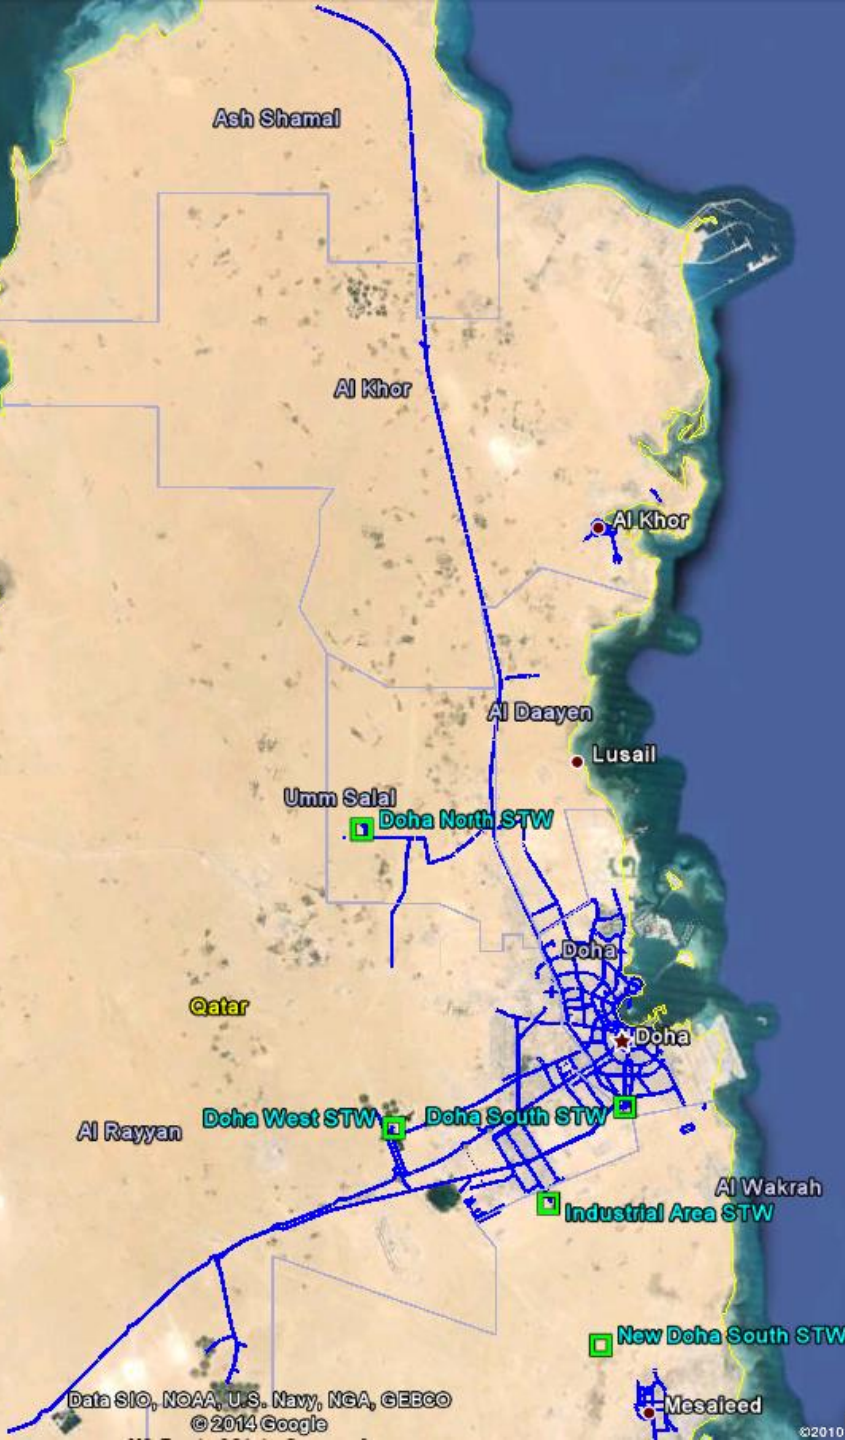 Ash Shamal
Al Khor
Al Khor
Al Daayen
Lusail
Umm Salal
Doha North STW
Doha
Qatar
Doha
Doha West STW
Doha South STW
Al Rayyan
Al Wakrah
Industrial Area STW
New Doha South STW
Data SIO, NOAA, U.S. Navy, NGA, GEBCO
Mesaieed
© 2014 Google
©2010